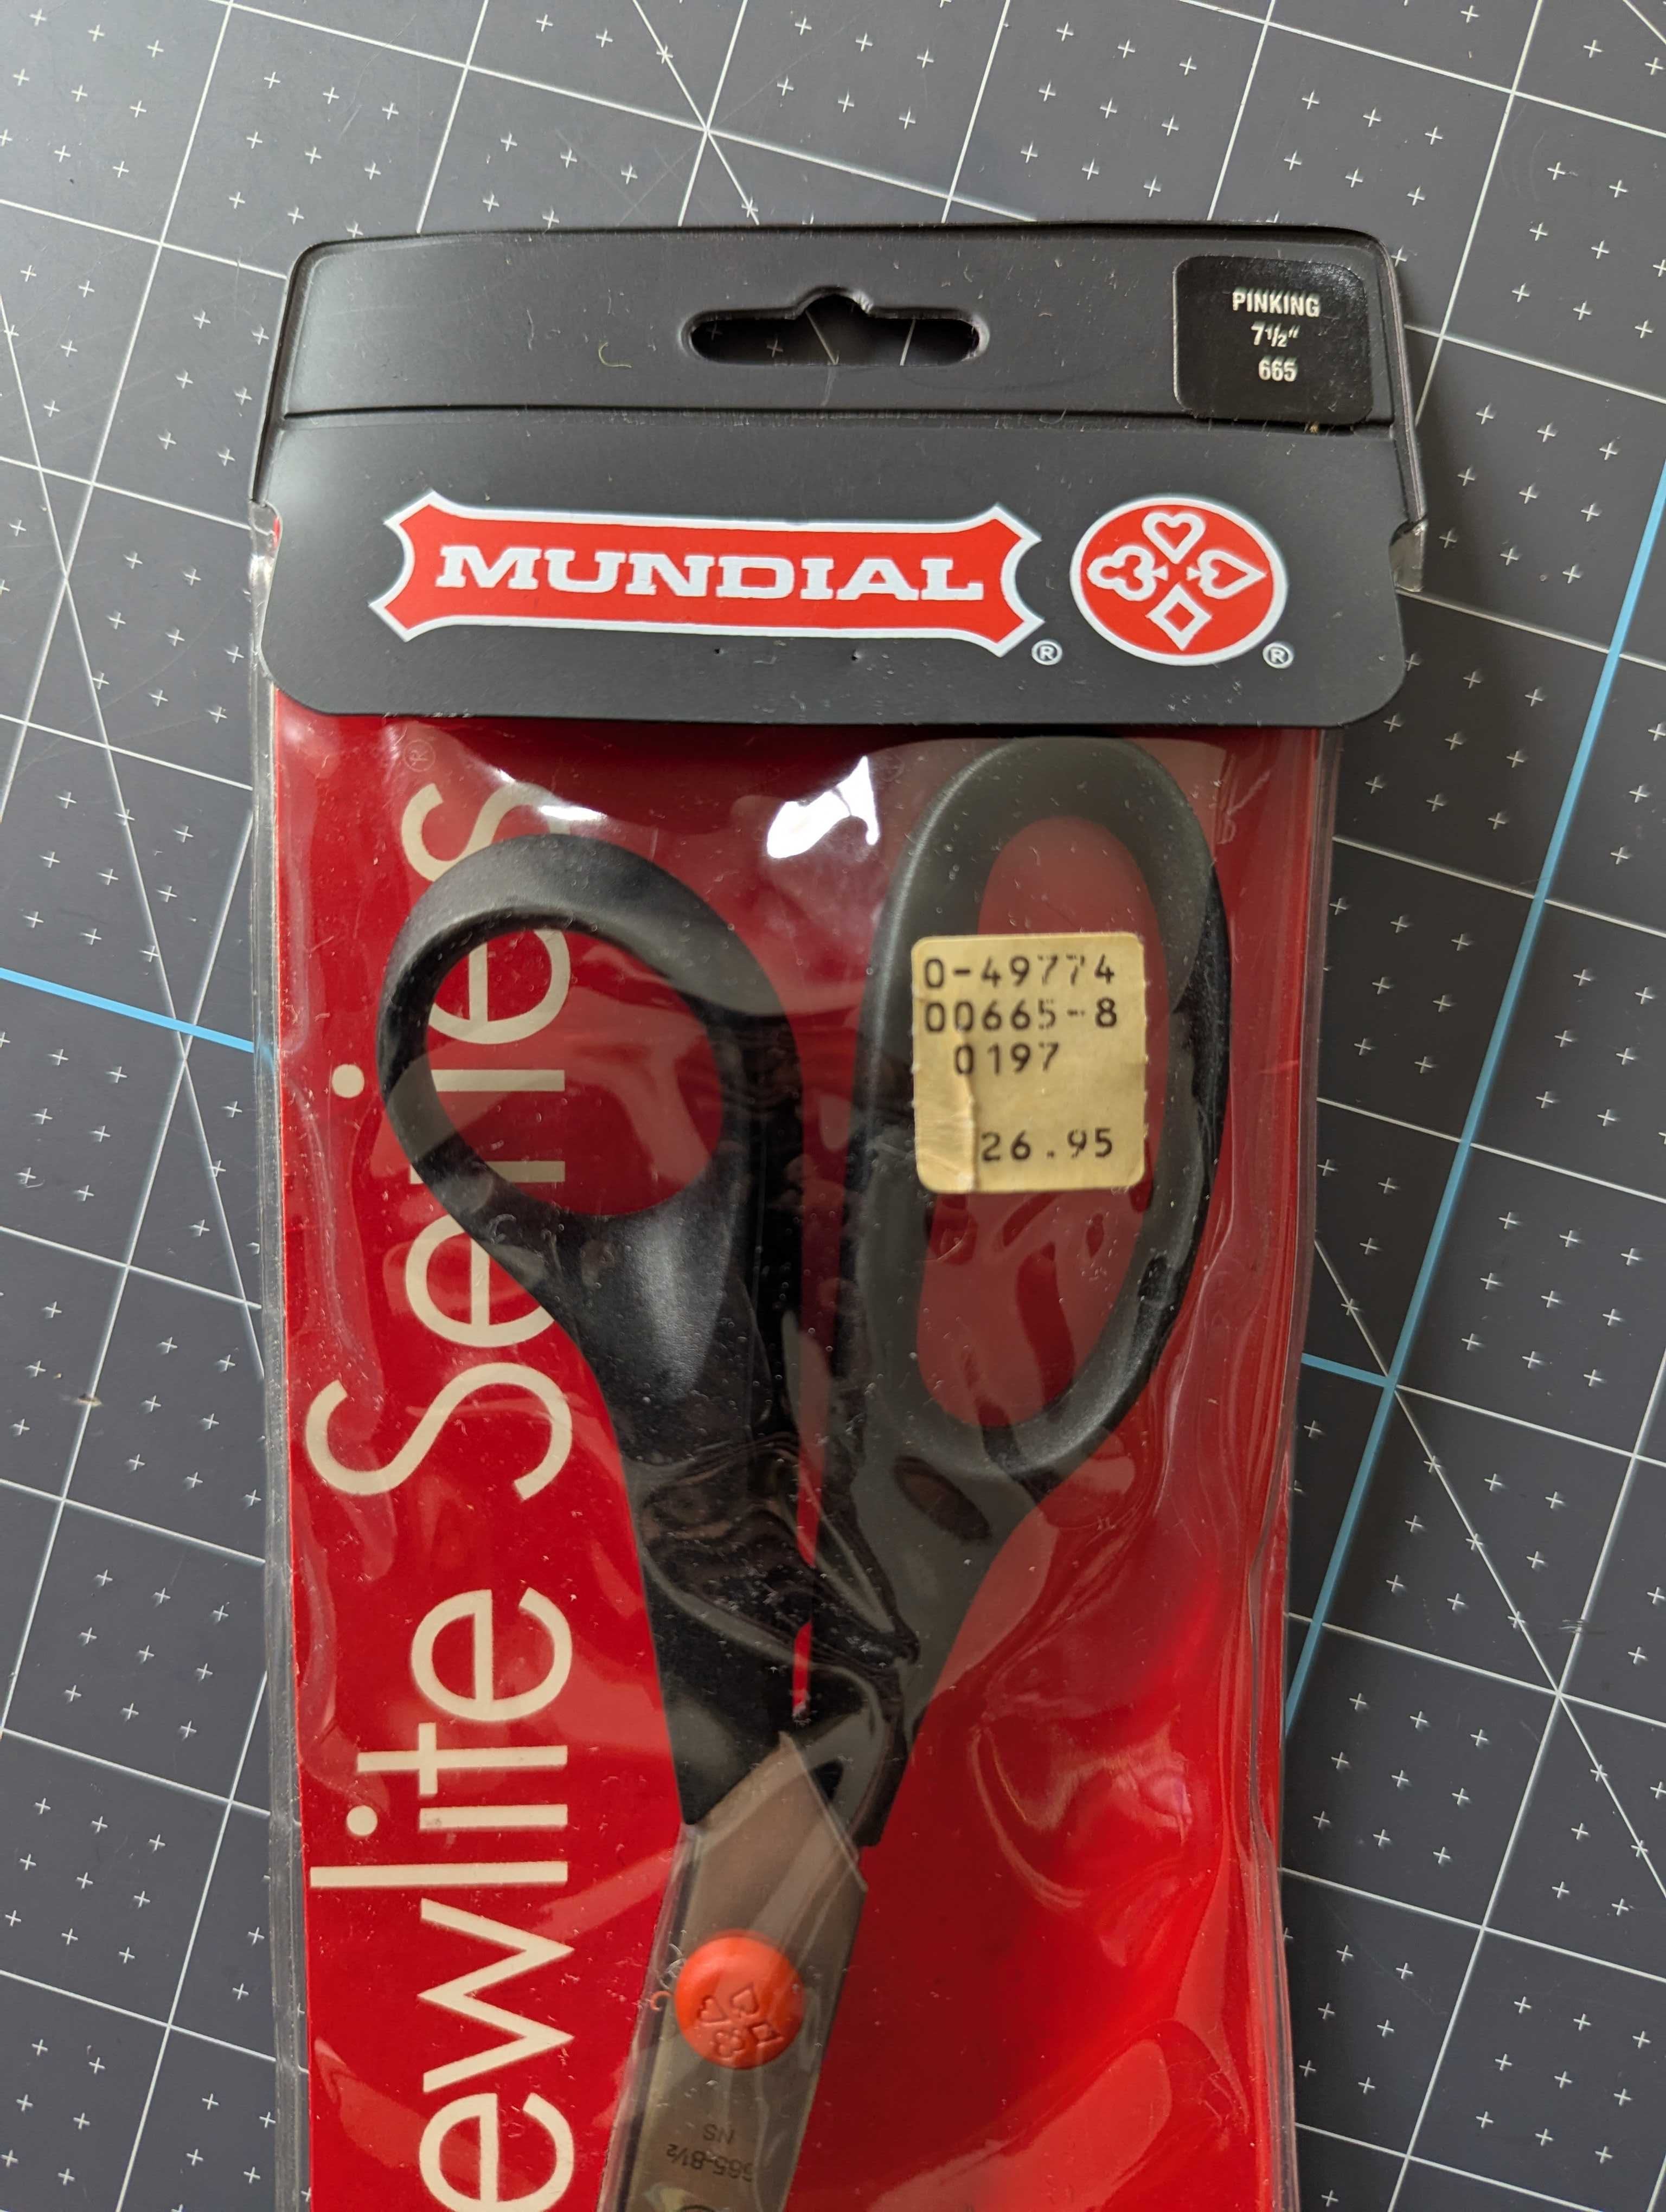 PINKING
7½"
665
MUNDIAL®
®
ewlite Series®
0-49774
00665-8
0197
26.95
665-8½
NS